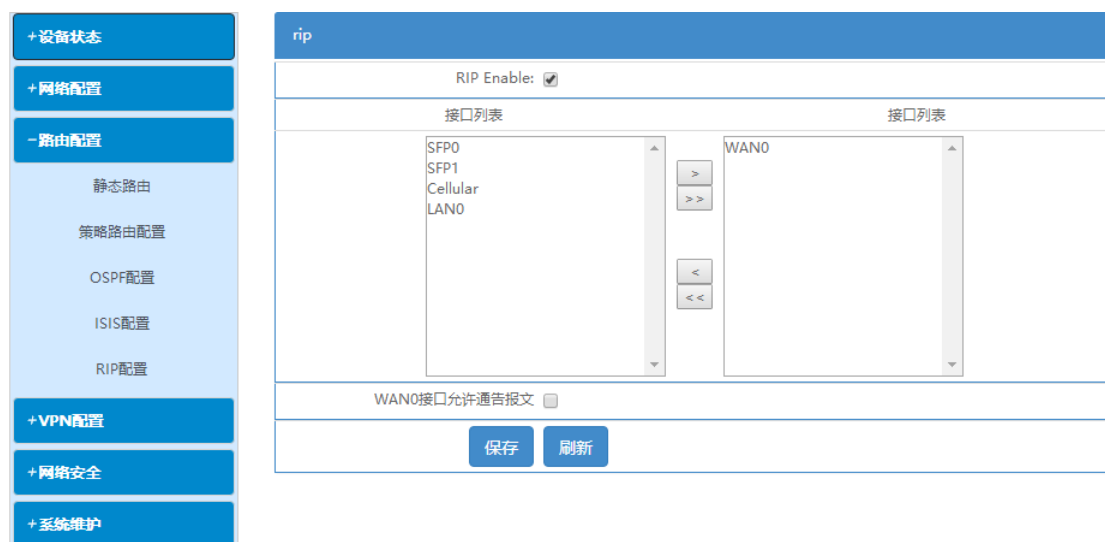 +设备状态
+网络配置
-路由配置
静态路由
策略路由配置
OSPF配置
ISIS配置
RIP配置
+VPN配置
+网络安全
+系统维护
rip
RIP Enable:
接口列表 接口列表
SFP0
SFP1
Cellular
LAN0
>
>>
<
<<
WAN0
WAN0接口允许通告报文
保存 刷新